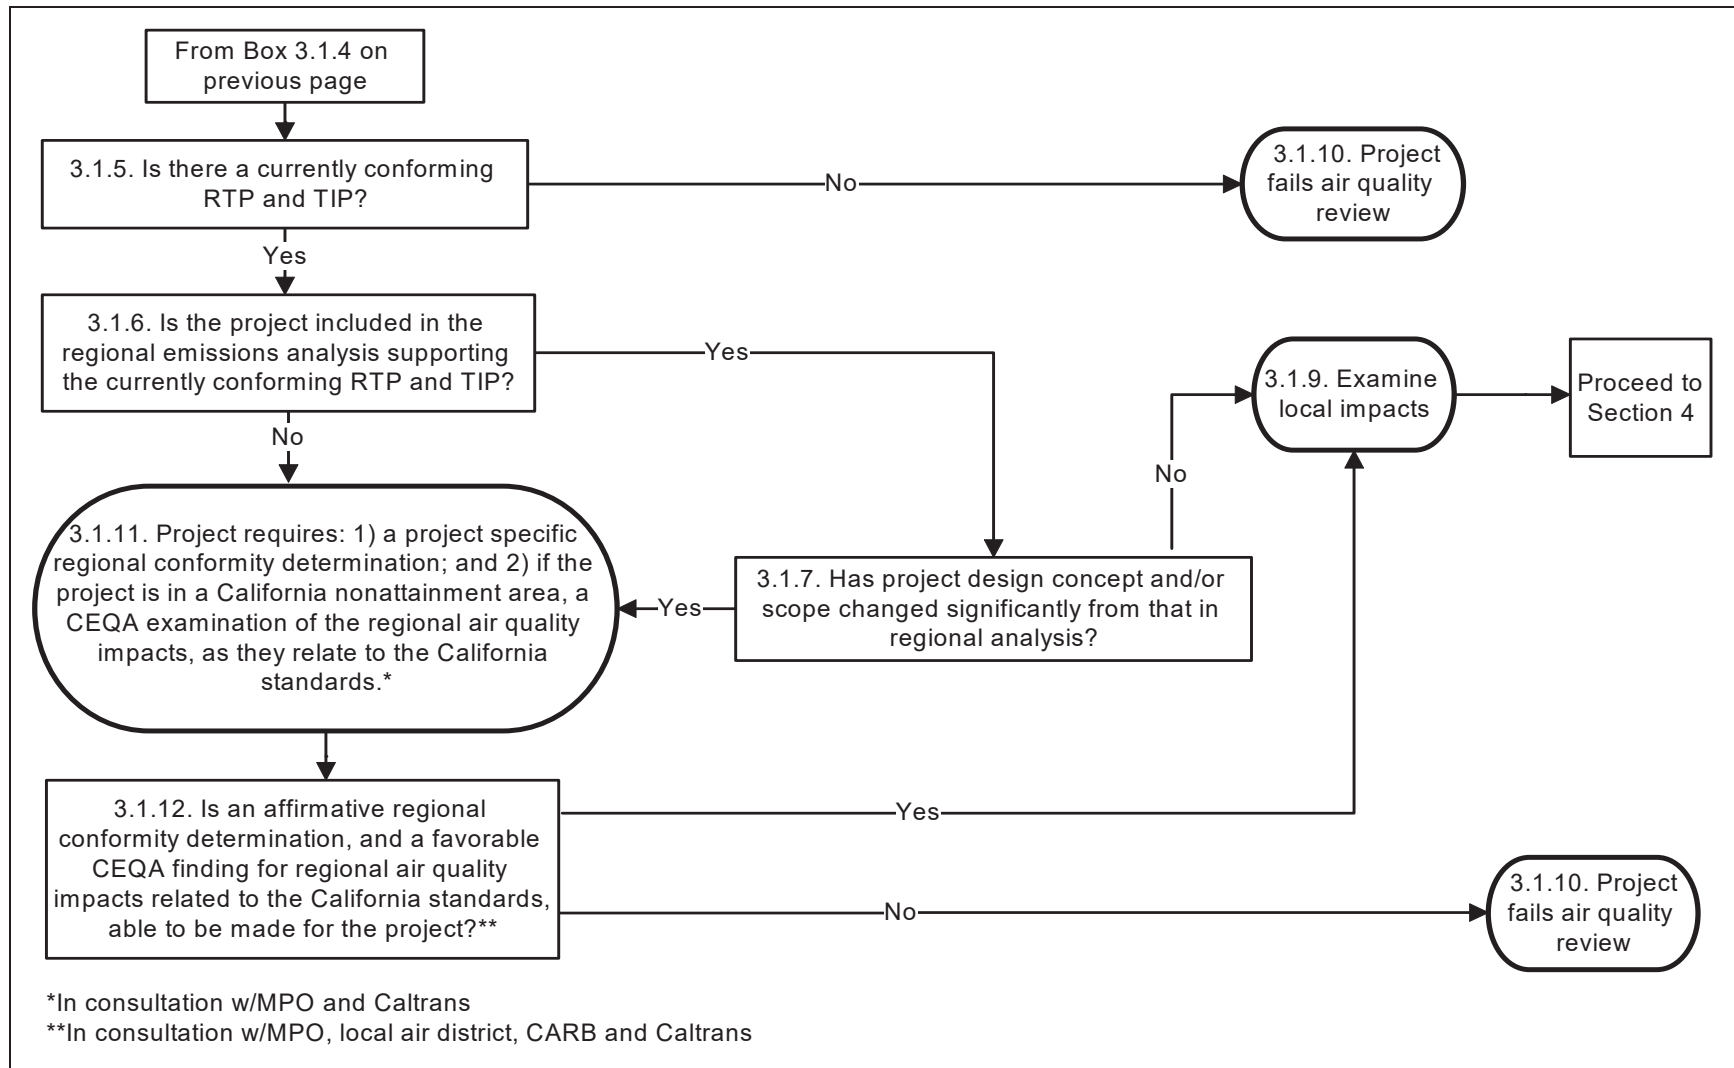 From Box 3.1.4 on
previous page
3.1.5. Is there a currently conforming
RTP and TIP?
No
3.1.10. Project
fails air quality
review
Yes
3.1.6. Is the project included in the
regional emissions analysis supporting
the currently conforming RTP and TIP?
Yes
3.1.9. Examine
local impacts
Proceed to
Section 4
No
No
3.1.11. Project requires: 1) a project specific
regional conformity determination; and 2) if the
project is in a California nonattainment area, a
CEQA examination of the regional air quality
impacts, as they relate to the California
standards.*
Yes
3.1.7. Has project design concept and/or
scope changed significantly from that in
regional analysis?
3.1.12. Is an affirmative regional
conformity determination, and a favorable
CEQA finding for regional air quality
impacts related to the California standards,
able to be made for the project?**
Yes
No
3.1.10. Project
fails air quality
review
*In consultation w/MPO and Caltrans
**In consultation w/MPO, local air district, CARB and Caltrans